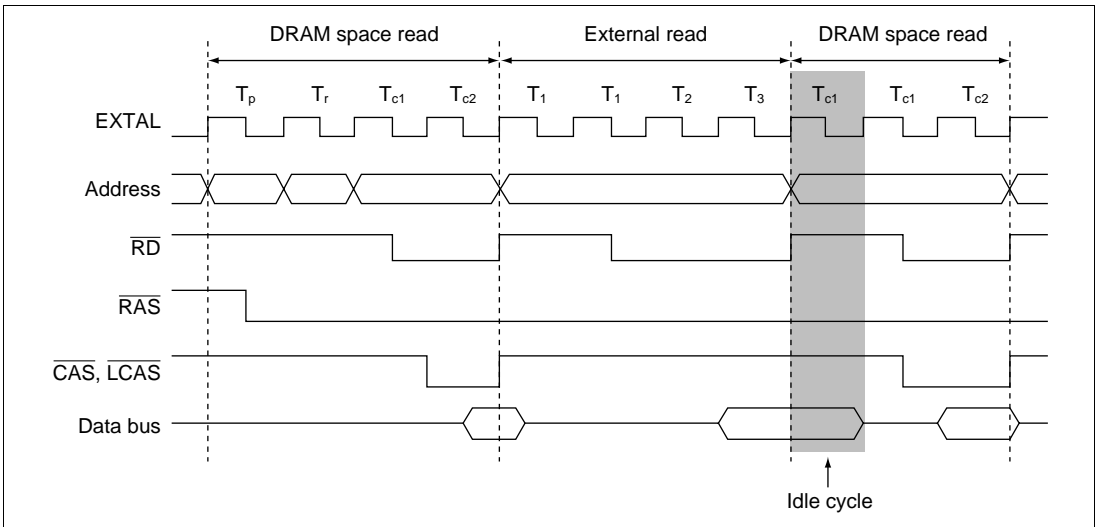 DRAM space read External read DRAM space read
Tp Tr Tc1 Tc2 T1 T1 T2 T3 Tc1 Tc1 Tc2
EXTAL
Address
RD
RAS
CAS, LCAS
Data bus
Idle cycle